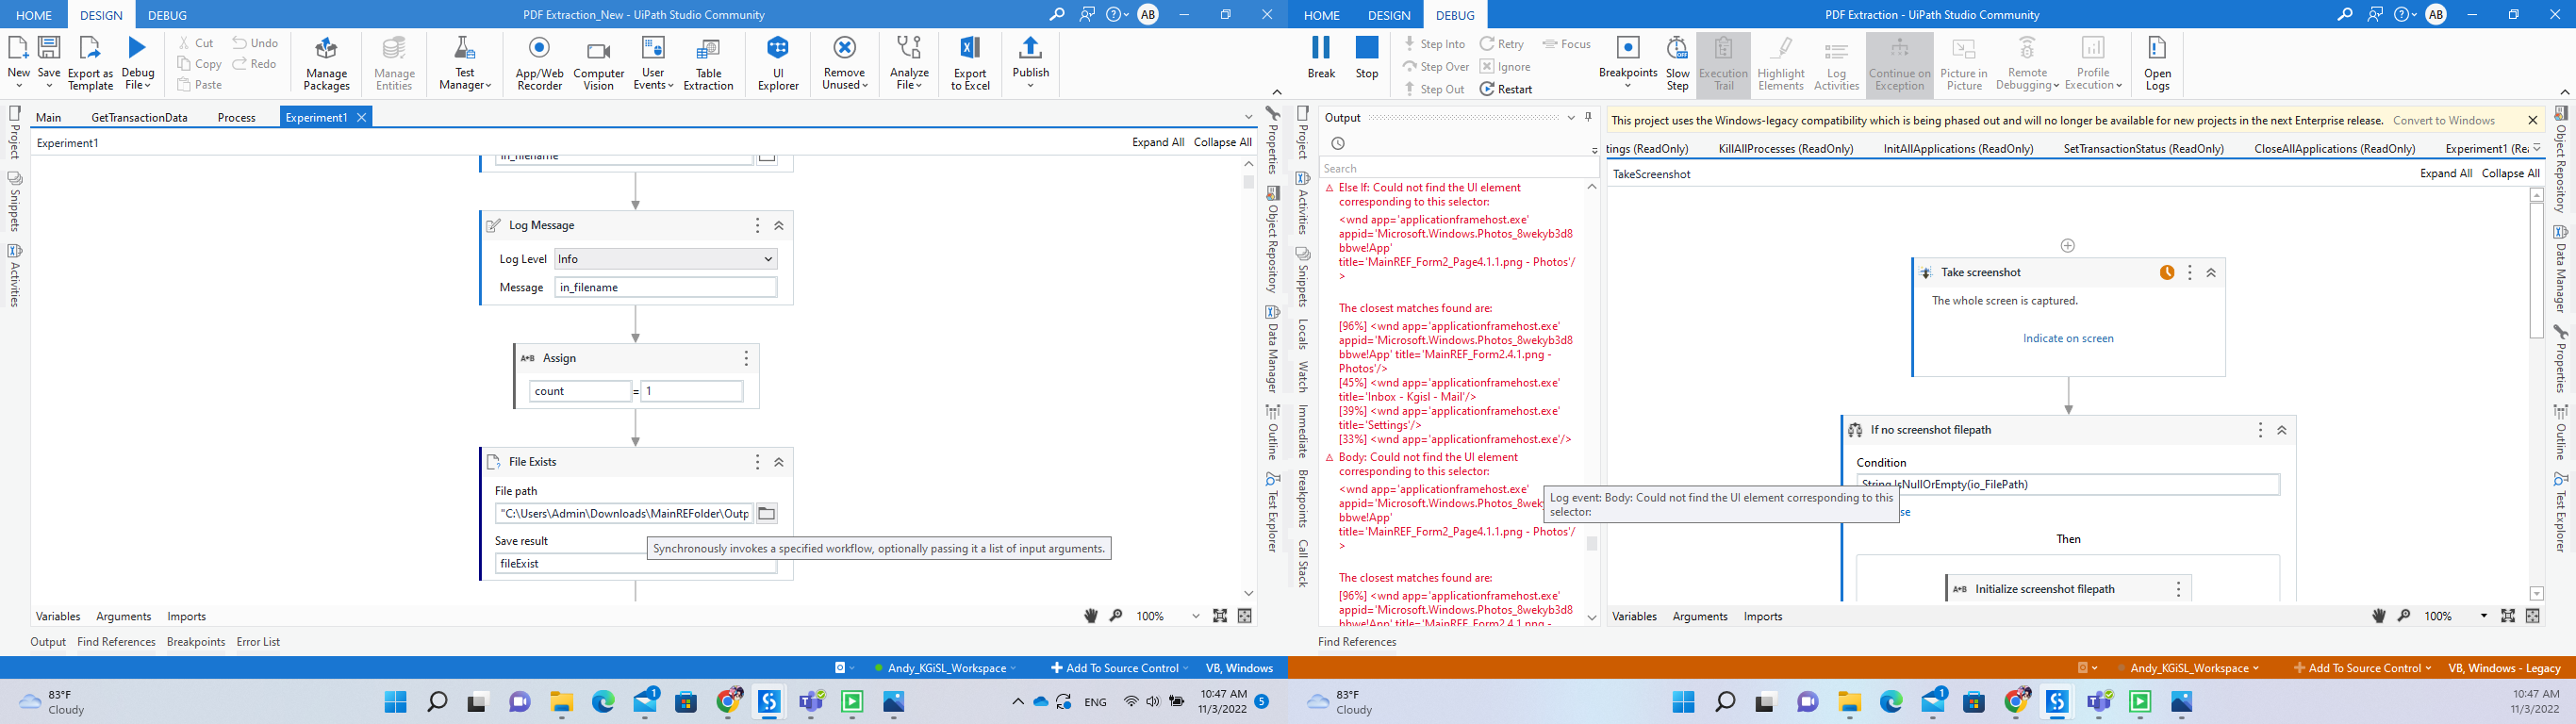 HOME DESIGN DEBUG
PDF Extraction_New - UiPath Studio Community
AB
New Save Export as Template Debug File
Cut Undo
Copy Redo
Paste
Manage Packages
Manage Entities
Test Manager
App/Web Recorder
Computer Vision
User Events
Table Extraction
UI Explorer
Remove Unused
Analyze File
Export to Excel
Publish
Main GetTransactionData Process Experiment1
Experiment1
Expand All Collapse All
Project
Snippets
Activities
in_filename
Log Message
Log Level Info
Message in_filename
A+B Assign
count = 1
File Exists
File path
"C:\Users\Admin\Downloads\MainREFolder\Outp
Save result
Synchronously invokes a specified workflow, optionally passing it a list of input arguments.
fileExist
Variables Arguments Imports
100%
Output Find References Breakpoints Error List
Andy_KGiSL_Workspace
Add To Source Control
VB, Windows
Properties
Object Repository
Data Manager
Outline
Test Explorer
83°F
Cloudy
1
ENG
10:47 AM
11/3/2022
5
HOME DESIGN DEBUG
PDF Extraction - UiPath Studio Community
AB
Break Stop
Step Into Retry Focus
Step Over Ignore
Step Out Restart
Breakpoints
Slow Step
Execution Trail
Highlight Elements
Log Activities
Continue on Exception
Picture in Picture
Remote Debugging
Profile Execution
Open Logs
Project
Activities
Snippets
Locals
Watch
Immediate
Breakpoints
Call Stack
Output
Search
Else If: Could not find the UI element
corresponding to this selector:
<wnd app='applicationframehost.exe'
appid='Microsoft.Windows.Photos_8wekyb3d8
bbwe!App'
title='MainREF_Form2_Page4.1.1.png - Photos'/
>
The closest matches found are:
[96%] <wnd app='applicationframehost.exe'
appid='Microsoft.Windows.Photos_8wekyb3d8
bbwe!App' title='MainREF_Form2.4.1.png -
Photos'/>
[45%] <wnd app='applicationframehost.exe'
title='Inbox - Kgisl - Mail'/>
[39%] <wnd app='applicationframehost.exe'
title='Settings'/>
[33%] <wnd app='applicationframehost.exe'/>
Body: Could not find the UI element
corresponding to this selector:
<wnd app='applicationframehost.exe'
appid='Microsoft.Windows.Photos_8wek
bbwe!App'
title='MainREF_Form2_Page4.1.1.png - Photos'/
>
The closest matches found are:
[96%] <wnd app='applicationframehost.exe'
appid='Microsoft.Windows.Photos_8wekyb3d8
bbwe!App' title='MainREF_Form2.4.1.png -
Find References
Log event: Body: Could not find the UI element corresponding to this
selector:
This project uses the Windows-legacy compatibility which is being phased out and will no longer be available for new projects in the next Enterprise release. Convert to Windows
tings (ReadOnly) KillAllProcesses (ReadOnly) InitAllApplications (ReadOnly) SetTransactionStatus (ReadOnly) CloseAllApplications (ReadOnly) Experiment1 (Rea
TakeScreenshot
Expand All Collapse All
Take screenshot
The whole screen is captured.
Indicate on screen
If no screenshot filepath
Condition
String.IsNullOrEmpty(io_FilePath)
se
Then
A+B Initialize screenshot filepath
Variables Arguments Imports
100%
Andy_KGiSL_Workspace
Add To Source Control
VB, Windows - Legacy
Object Repository
Data Manager
Properties
Outline
Test Explorer
83°F
Cloudy
1
10:47 AM
11/3/2022